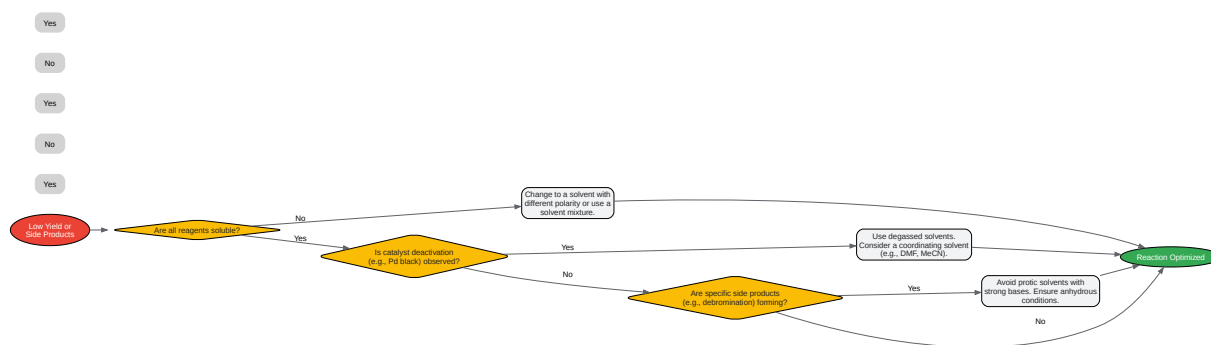 Yes
No
Yes
No
Yes
Low Yield or
Side Products
Are all reagents soluble?
No
Yes
Change to a solvent with
different polarity or use a
solvent mixture.
Is catalyst deactivation
(e.g., Pd black) observed?
Yes
No
Use degassed solvents.
Consider a coordinating solvent
(e.g., DMF, MeCN).
Are specific side products
(e.g., debromination) forming?
Yes
No
Avoid protic solvents with
strong bases. Ensure anhydrous
conditions.
Reaction Optimized